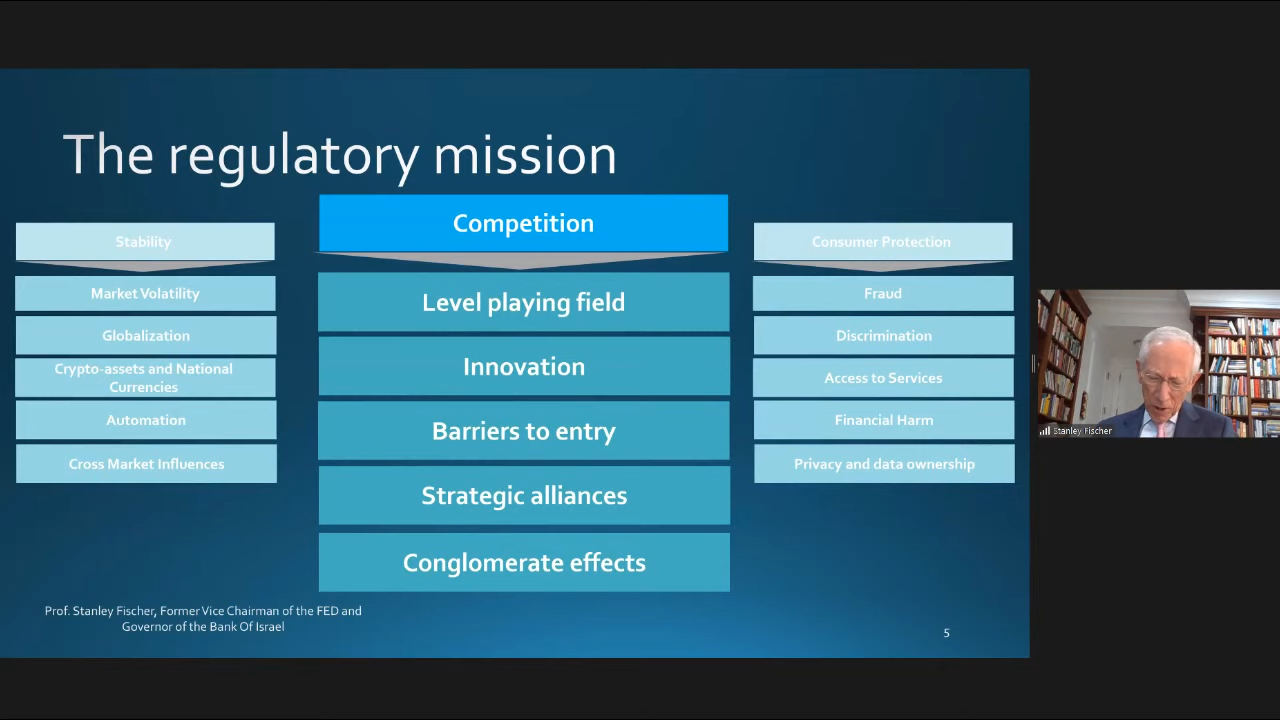 The regulatory mission
Stability
Market Volatility
Globalization
Crypto-assets and National
Currencies
Automation
Cross Market Influences
Competition
Level playing field
Innovation
Barriers to entry
Strategic alliances
Conglomerate effects
Consumer Protection
Fraud
Discrimination
Access to Services
Financial Harm
Privacy and data ownership
Prof. Stanley Fischer, Former Vice Chairman of the FED and
Governor of the Bank Of Israel
5
Stanley Fischer